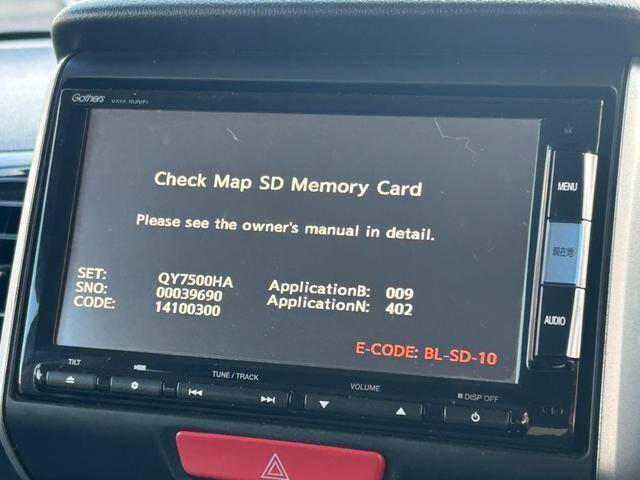 Gathers VXM-152VFi
Check Map SD Memory Card
Please see the owner's manual in detail.
SET: QY7500HA
SNO: 00039690
CODE: 14100300
ApplicationB: 009
ApplicationN: 402
E-CODE: BL-SD-10
MENU
現在地
AUDIO
TILT
TUNE / TRACK
VOLUME
DISP OFF